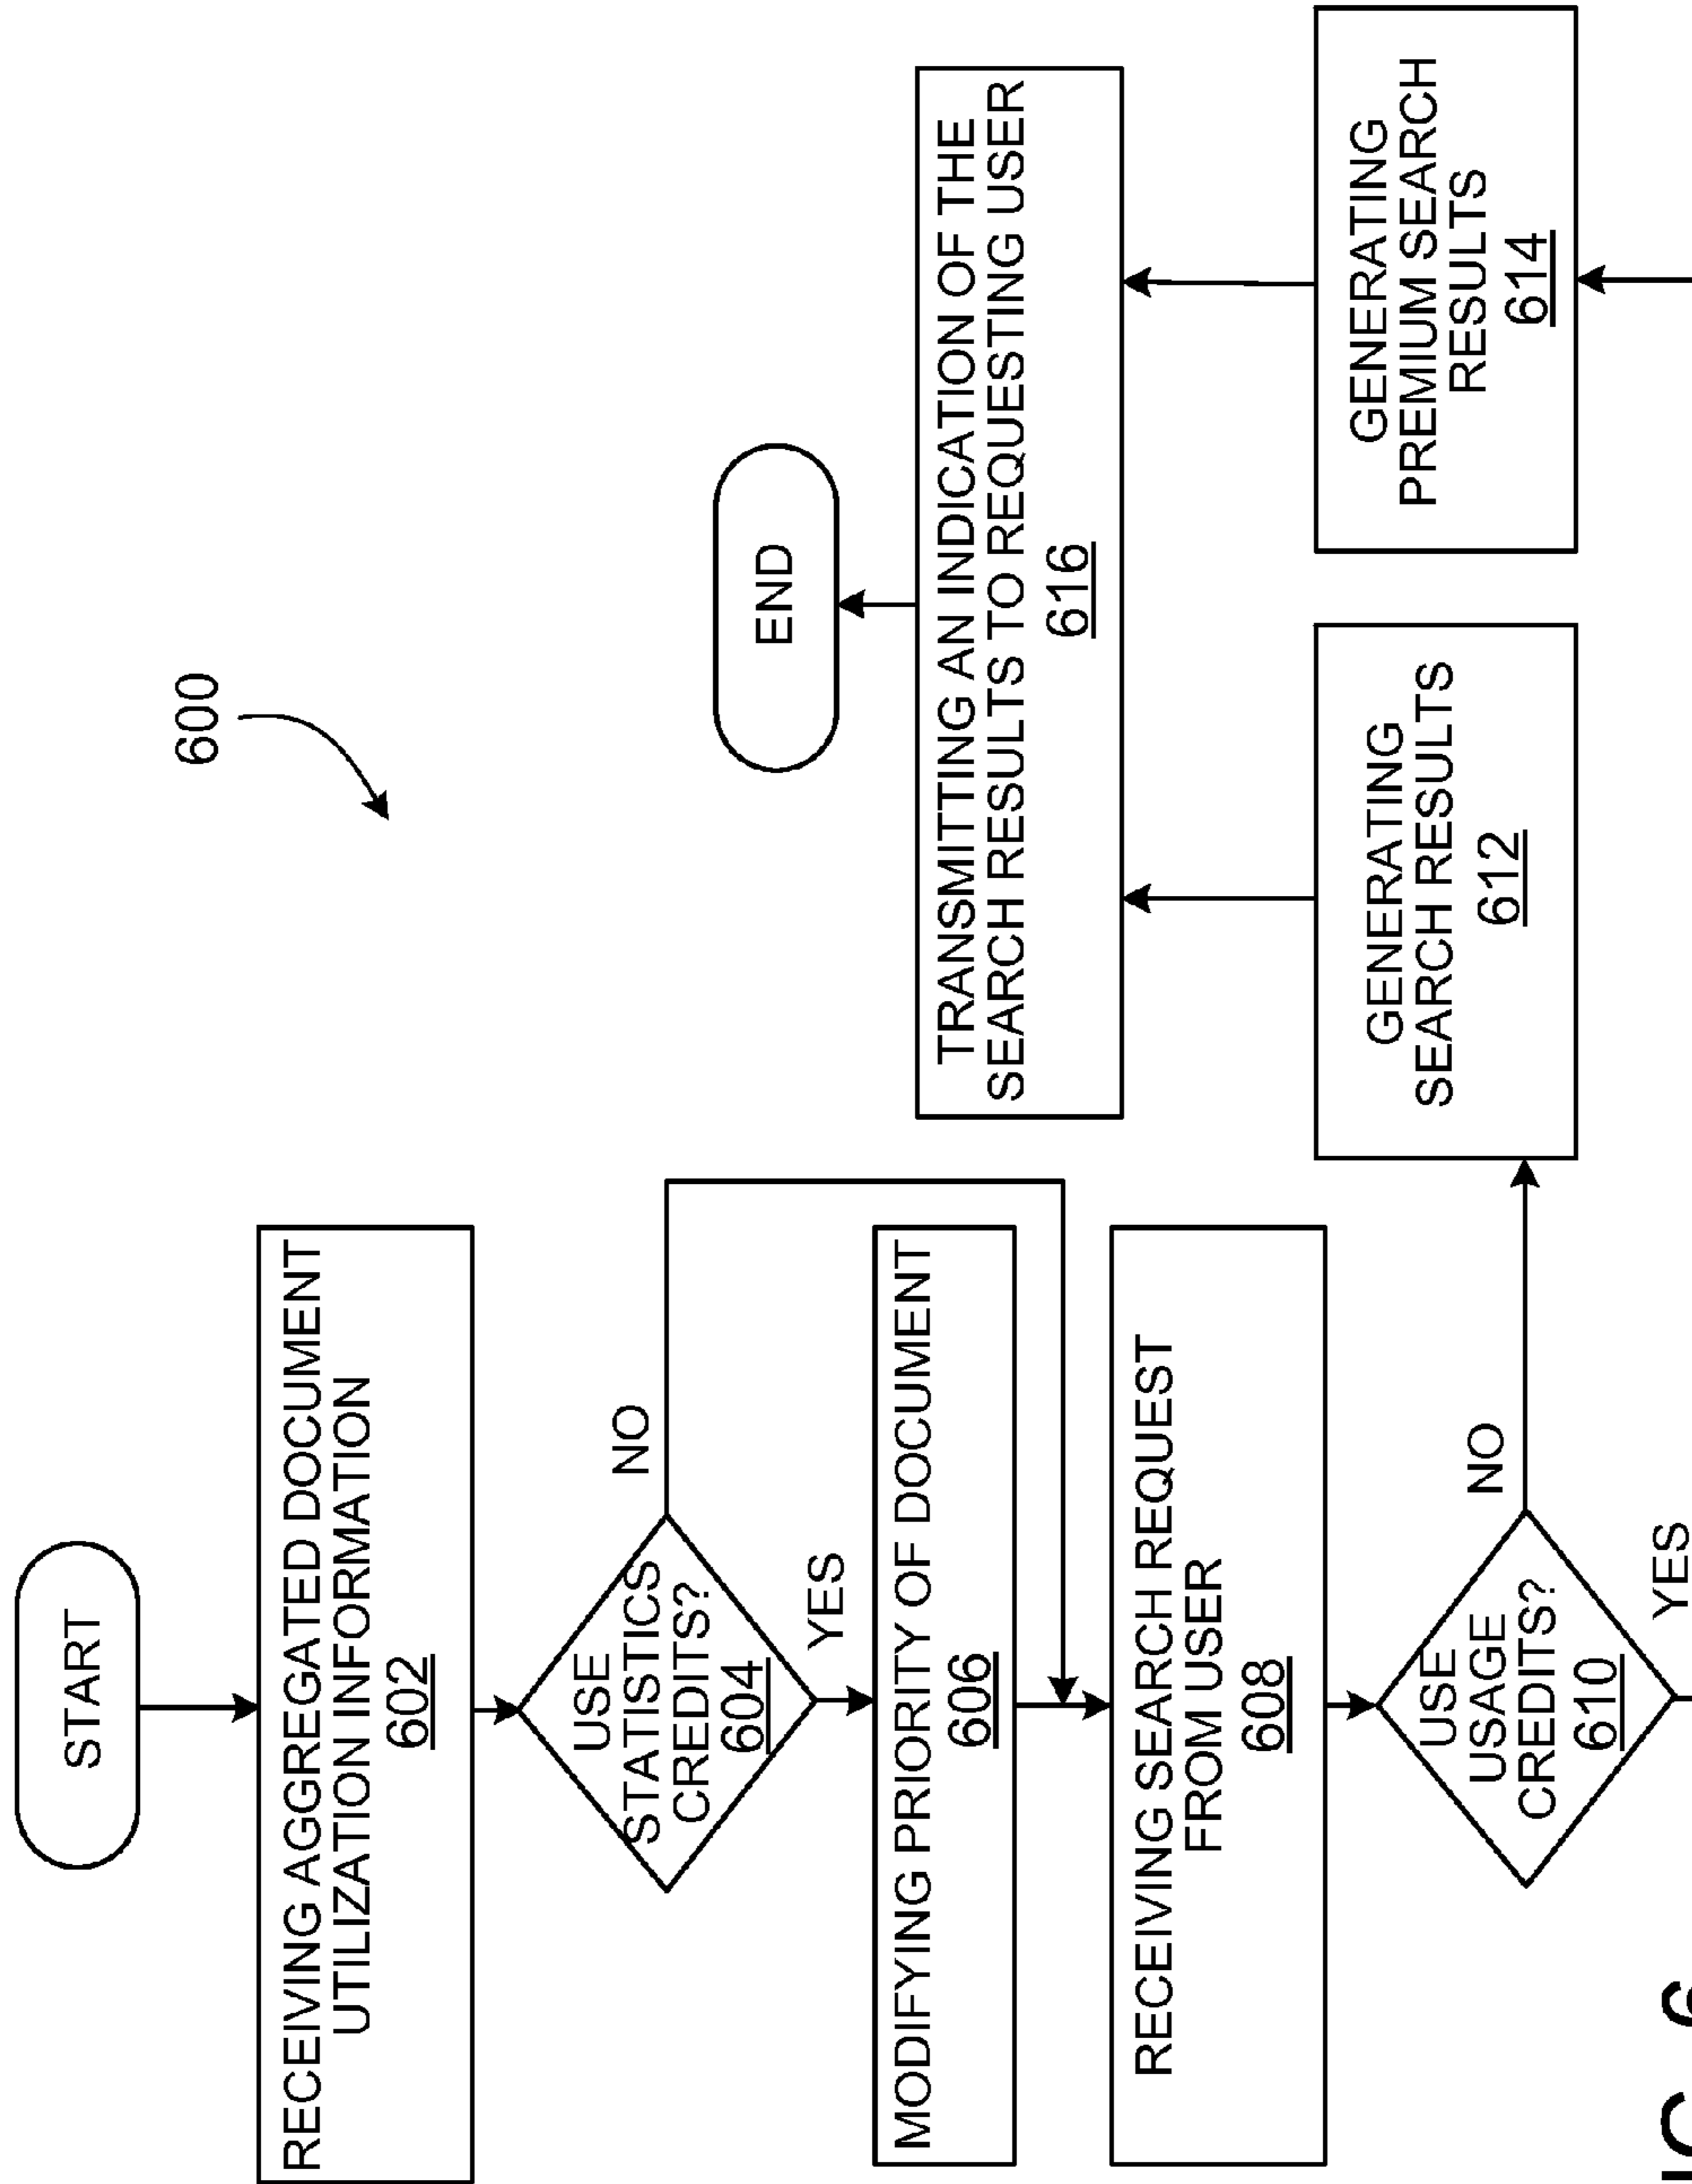 600
START
RECEIVING AGGREGATED DOCUMENT
UTILIZATION INFORMATION
602
USE
STATISTICS
CREDITS?
604
NO
YES
MODIFYING PRIORITY OF DOCUMENT
606
RECEIVING SEARCH REQUEST
FROM USER
608
USE
USAGE
CREDITS?
610
NO
YES
GENERATING
SEARCH RESULTS
612
GENERATING
PREMIUM SEARCH
RESULTS
614
TRANSMITTING AN INDICATION OF THE
SEARCH RESULTS TO REQUESTING USER
616
END